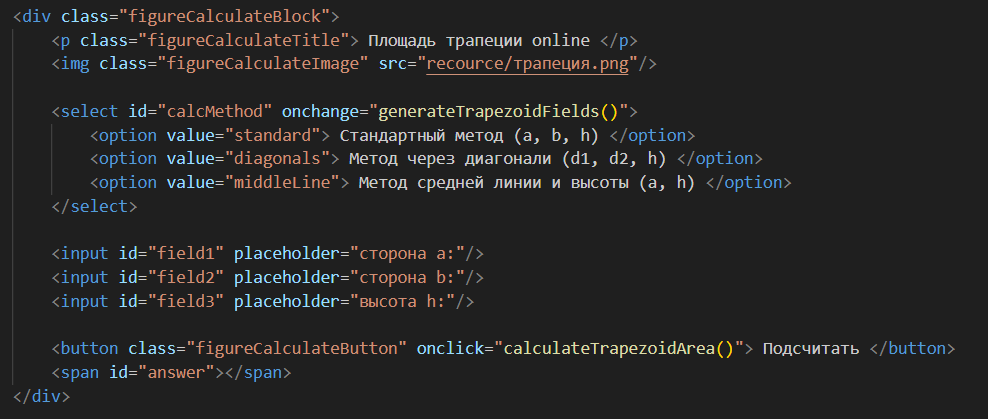 <div class="figureCalculateBlock">
<p class="figureCalculateTitle"> Площадь трапеции online </p>
<img class="figureCalculateImage" src="recource/трапеция.png"/>
<select id="calcMethod" onchange="generateTrapezoidFields()">
<option value="standard"> Стандартный метод (a, b, h) </option>
<option value="diagonals"> Метод через диагонали (d1, d2, h) </option>
<option value="middleLine"> Метод средней линии и высоты (a, h) </option>
</select>
<input id="field1" placeholder="сторона a:"/>
<input id="field2" placeholder="сторона b:"/>
<input id="field3" placeholder="высота h:"/>
<button class="figureCalculateButton" onclick="calculateTrapezoidArea()"> Подсчитать </button>
<span id="answer"></span>
</div>